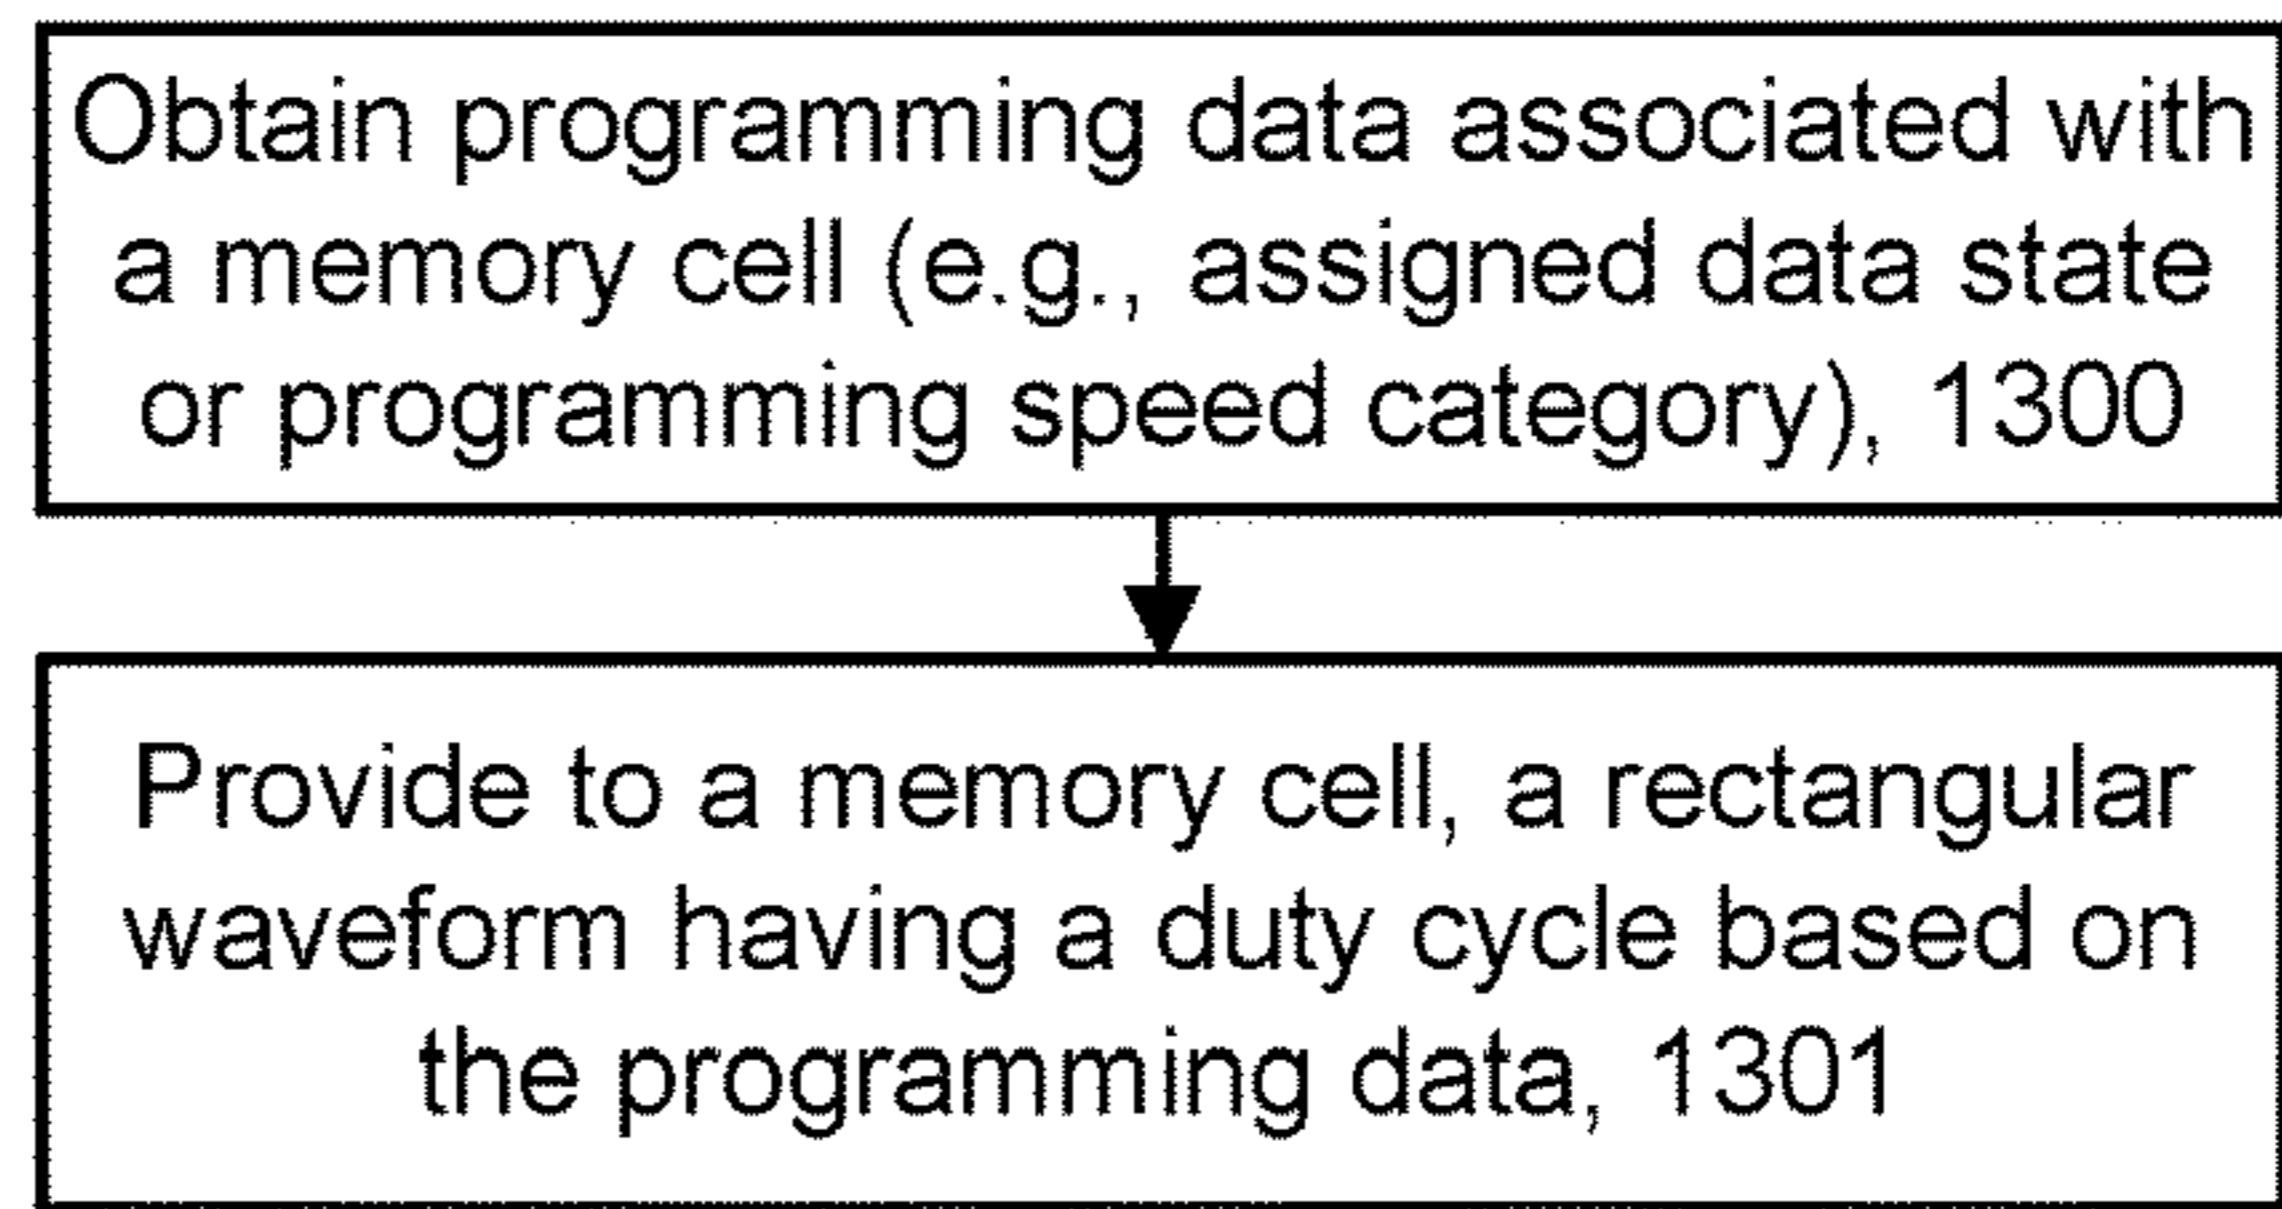 Obtain programming data associated with
a memory cell (e.g., assigned data state
or programming speed category), 1300
Provide to a memory cell, a rectangular
waveform having a duty cycle based on
the programming data, 1301